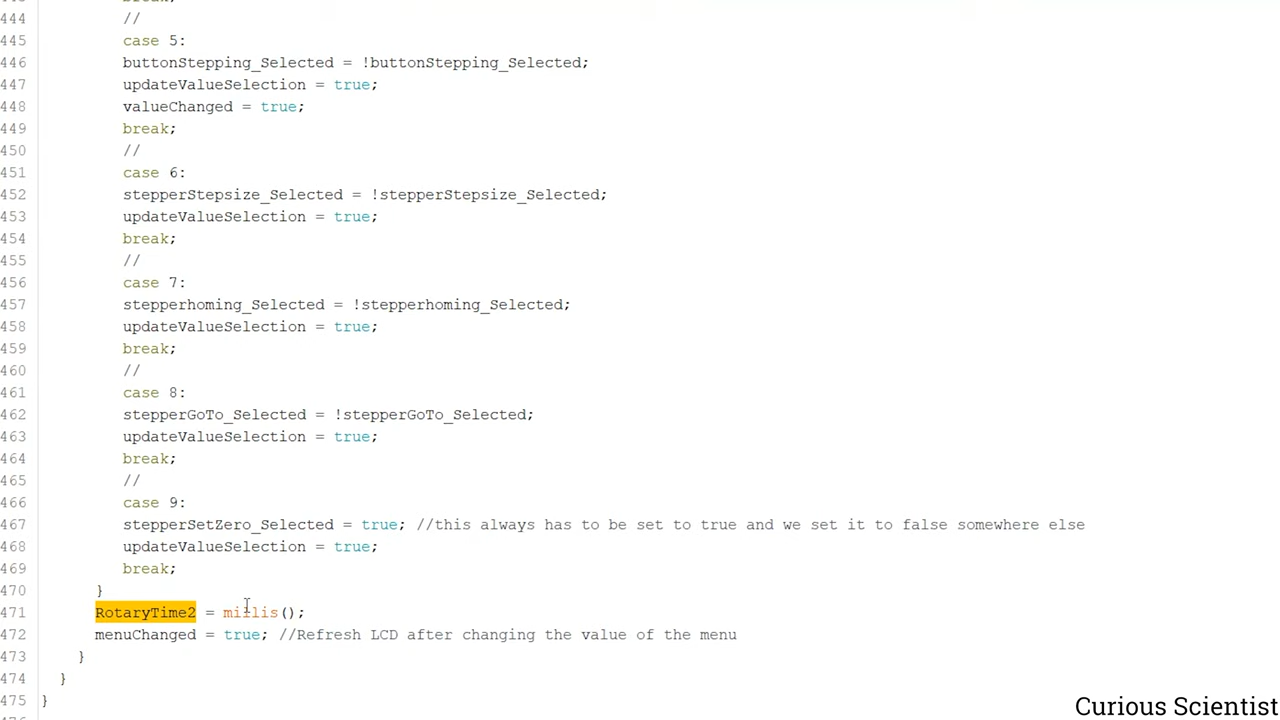 444 //
445 case 5:
446 buttonStepping_Selected = !buttonStepping_Selected;
447 updateValueSelection = true;
448 valueChanged = true;
449 break;
450 //
451 case 6:
452 stepperStepsize_Selected = !stepperStepsize_Selected;
453 updateValueSelection = true;
454 break;
455 //
456 case 7:
457 stepperhoming_Selected = !stepperhoming_Selected;
458 updateValueSelection = true;
459 break;
460 //
461 case 8:
462 stepperGoTo_Selected = !stepperGoTo_Selected;
463 updateValueSelection = true;
464 break;
465 //
466 case 9:
467 stepperSetZero_Selected = true; //this always has to be set to true and we set it to false somewhere else
468 updateValueSelection = true;
469 break;
470 }
471 RotaryTime2 = millis();
472 menuChanged = true; //Refresh LCD after changing the value of the menu
473 }
474 }
475 }
Curious Scientist